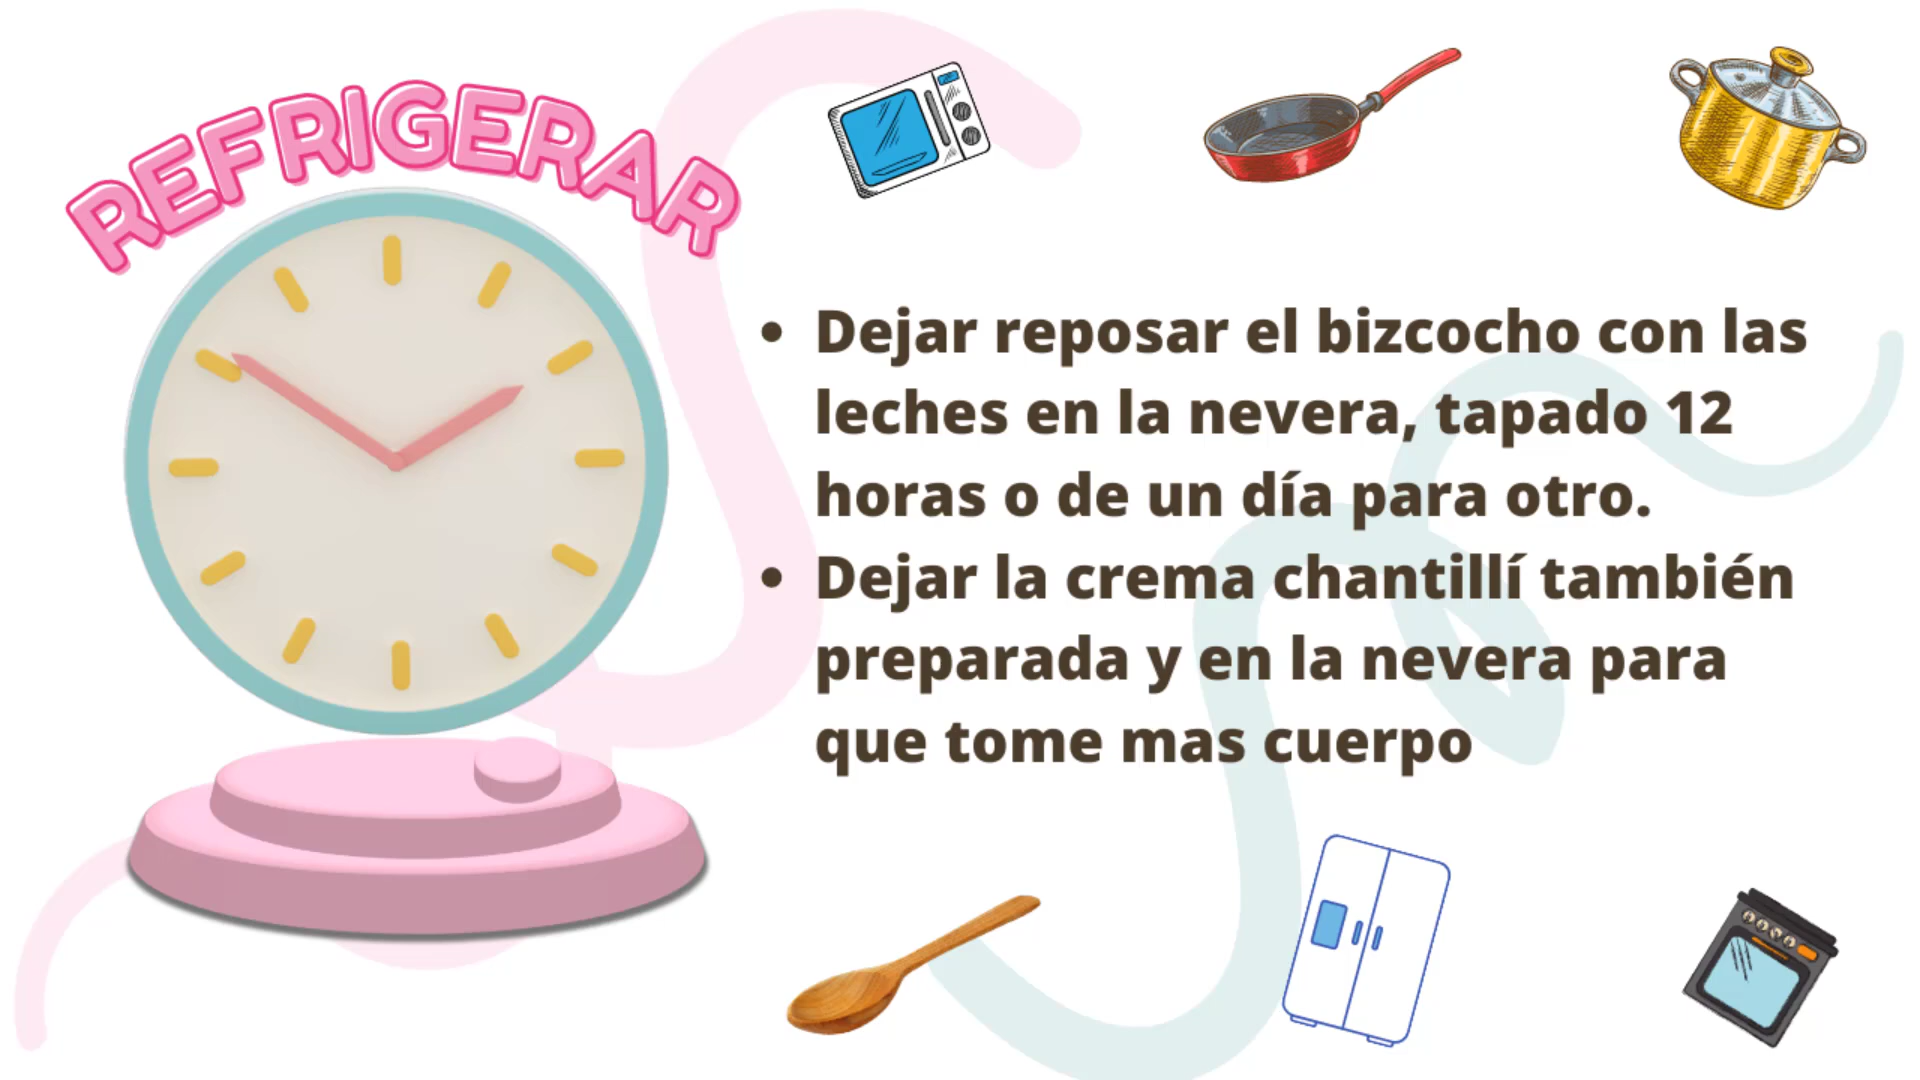 REFRIGERAR
• Dejar reposar el bizcocho con las
leches en la nevera, tapado 12
horas o de un día para otro.
• Dejar la crema chantillí también
preparada y en la nevera para
que tome mas cuerpo